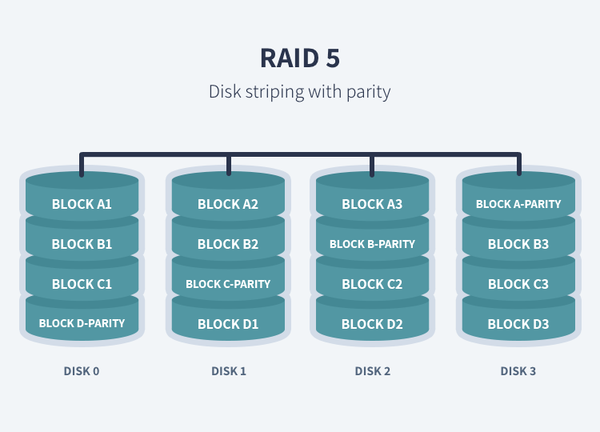 RAID 5
Disk striping with parity
BLOCK A1
BLOCK B1
BLOCK C1
BLOCK D-PARITY
DISK 0
BLOCK A2
BLOCK B2
BLOCK C-PARITY
BLOCK D1
DISK 1
BLOCK A3
BLOCK B-PARITY
BLOCK C2
BLOCK D2
DISK 2
BLOCK A-PARITY
BLOCK B3
BLOCK C3
BLOCK D3
DISK 3